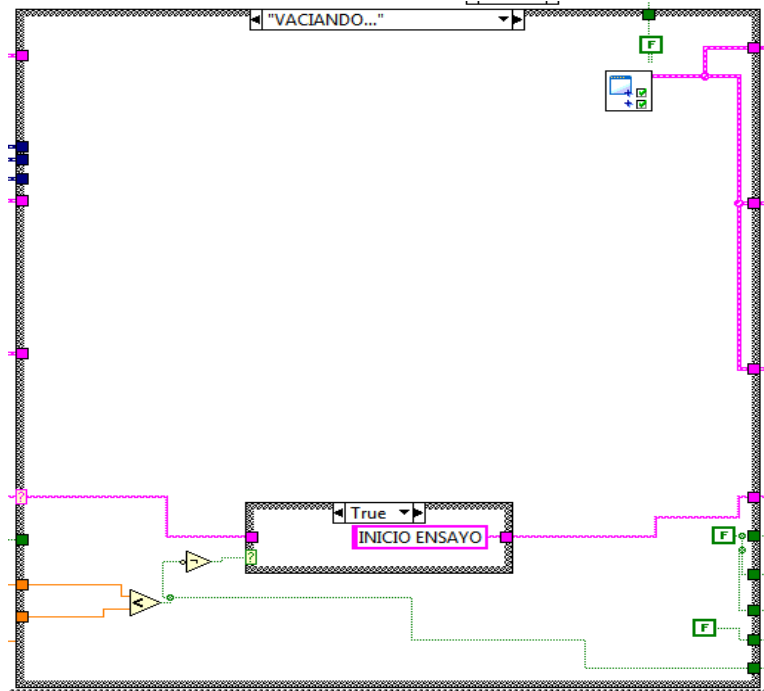 "VACIANDO..."
F
?
True
INICIO ENSAYO
?
F
<
F